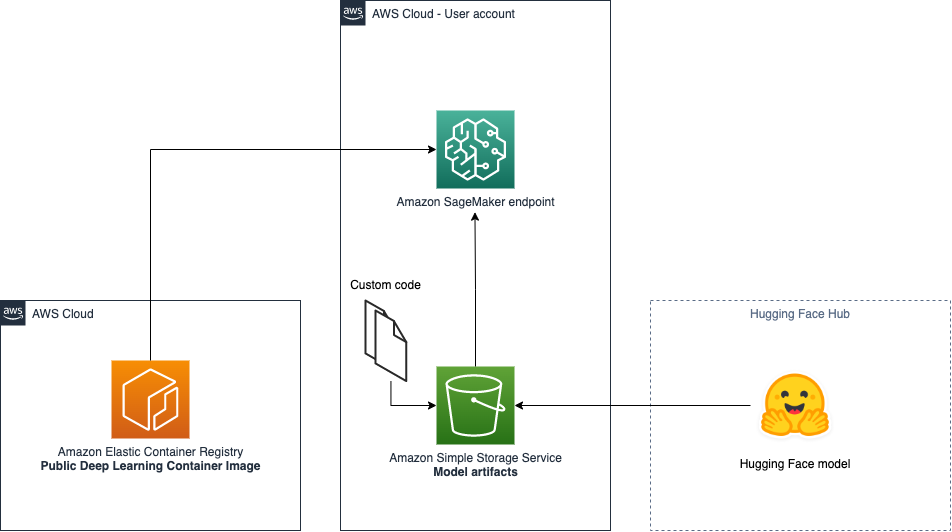 aws
AWS Cloud - User account
Amazon SageMaker endpoint
Custom code
aws
AWS Cloud
Hugging Face Hub
Amazon Elastic Container Registry
Public Deep Learning Container Image
Amazon Simple Storage Service
Model artifacts
Hugging Face model